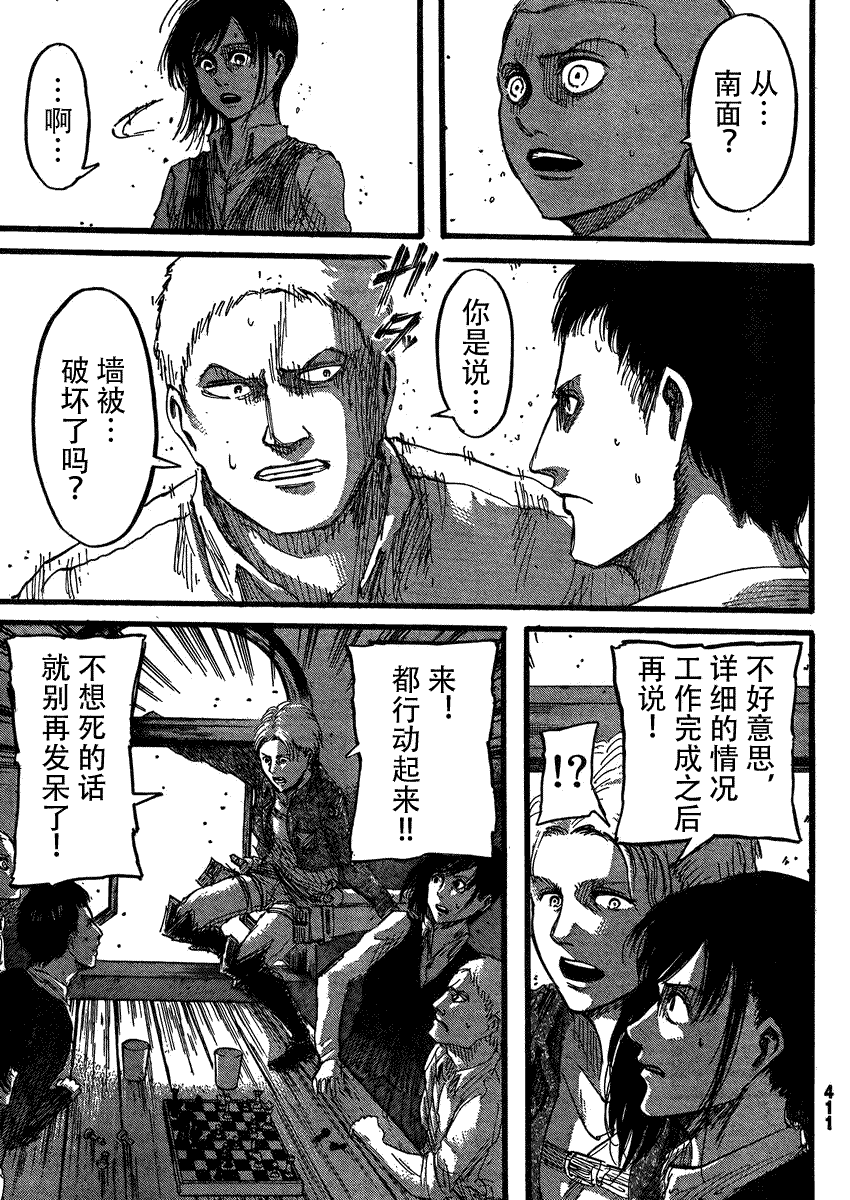 从…
南面？
…
啊…
你是说…
墙被…
破坏了吗？
不好意思,
详细的情况
工作完成之后
再说！
!?
来！
都行动起来!!
不想死的话
就别再发呆了！
411